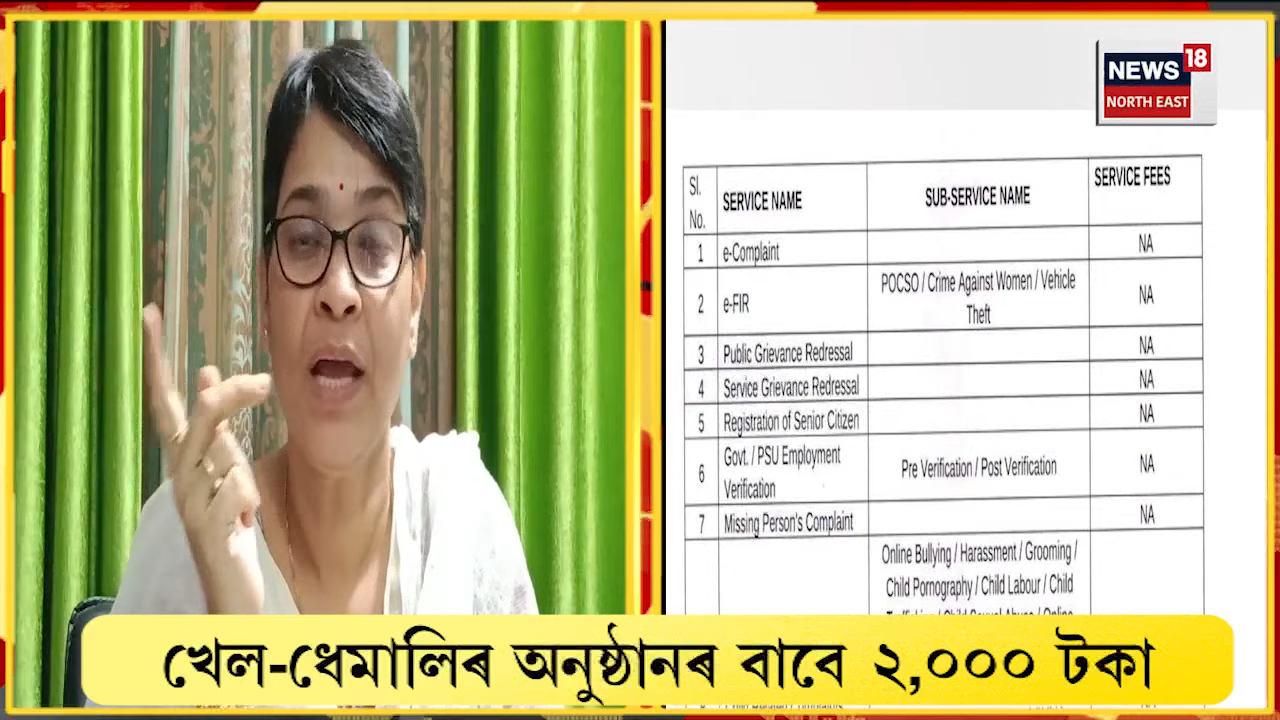 NEWS 18
NORTH EAST
Sl. No. SERVICE NAME SUB-SERVICE NAME SERVICE FEES
1 e-Complaint NA
2 e-FIR POCSO / Crime Against Women / Vehicle Theft NA
3 Public Grievance Redressal NA
4 Service Grievance Redressal NA
5 Registration of Senior Citizen NA
6 Govt. / PSU Employment Verification Pre Verification / Post Verification NA
7 Missing Person's Complaint NA
Online Bullying / Harassment / Grooming /
Child Pornography / Child Labour / Child
খেল-ধেমালিৰ অনুষ্ঠানৰ বাবে ২,০০০ টকা